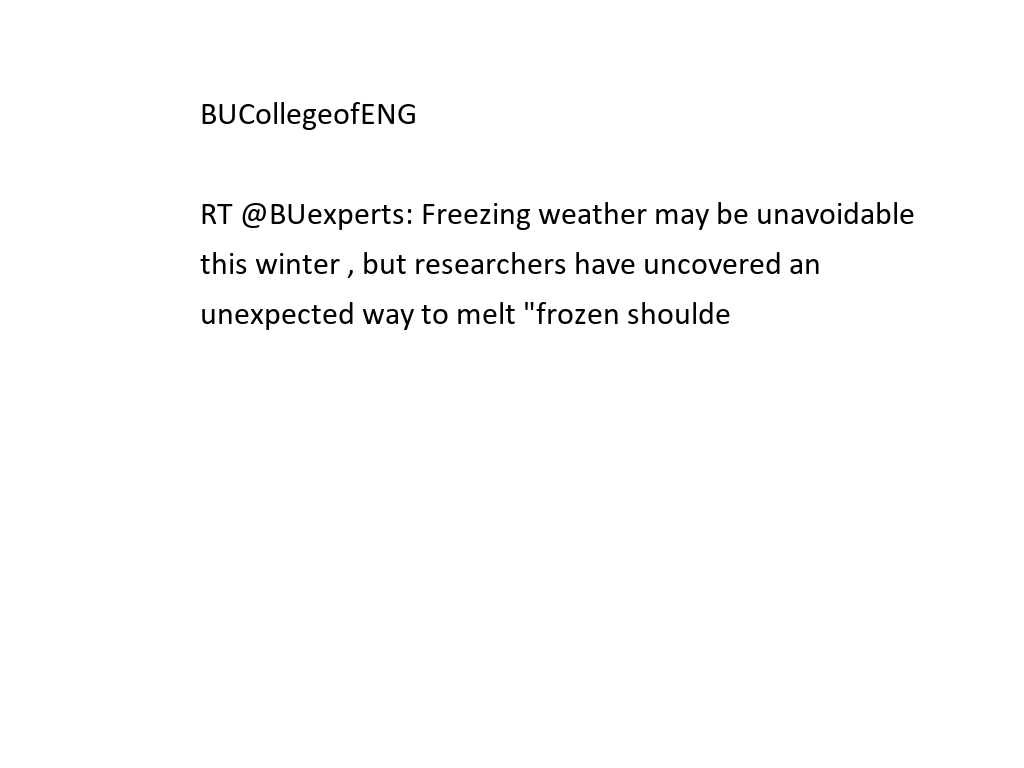 BUCollegeofENG
RT @BUexperts: Freezing weather may be unavoidable
this winter , but researchers have uncovered an
unexpected way to melt "frozen shoulde